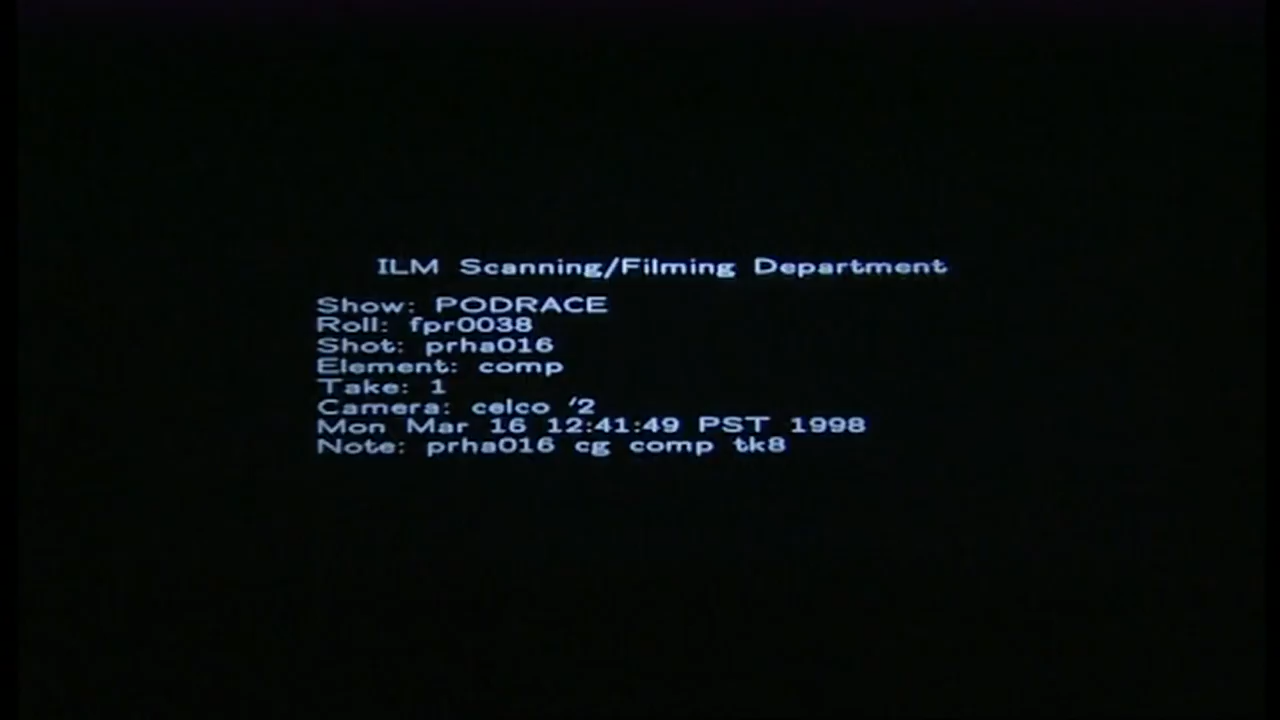 ILM Scanning/Filming Department
Show: PODRACE
Roll: fpr0038
Shot: prha016
Element: comp
Take: 1
Camera: celco '2
Mon Mar 16 12:41:49 PST 1998
Note: prha016 cg comp tk8